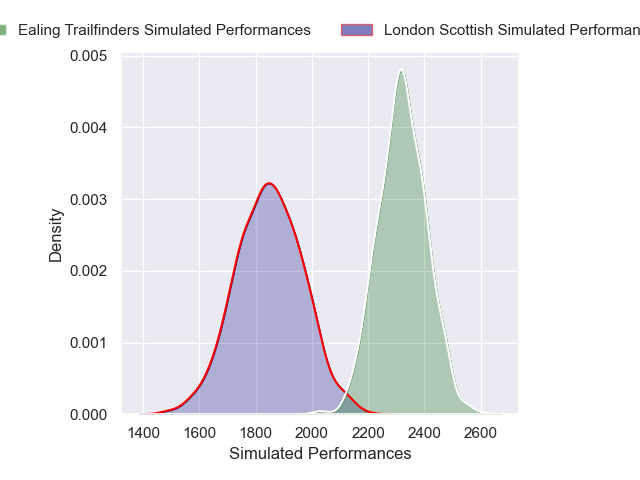 Ealing Trailfinders Simulated Performances London Scottish Simulated Performan
0.005
0.004
0.003
0.002
0.001
0.000
Density
1400 1600 1800 2000 2200 2400 2600
Simulated Performances